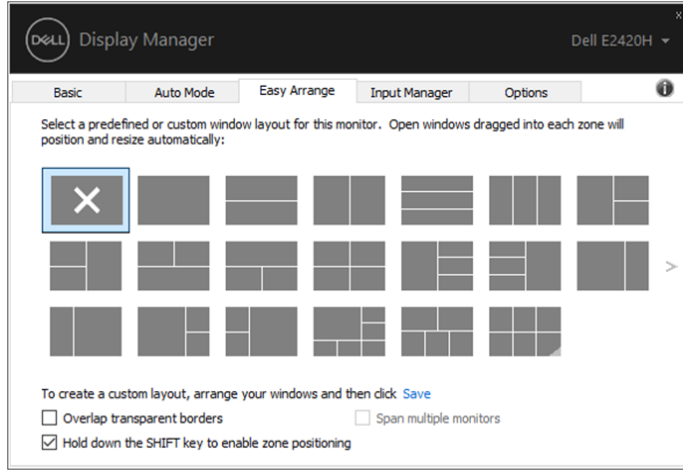 x
DELL Display Manager
Dell E2420H
Basic Auto Mode Easy Arrange Input Manager Options
Select a predefined or custom window layout for this monitor. Open windows dragged into each zone will
position and resize automatically:
To create a custom layout, arrange your windows and then click Save
Overlap transparent borders
Span multiple monitors
Hold down the SHIFT key to enable zone positioning